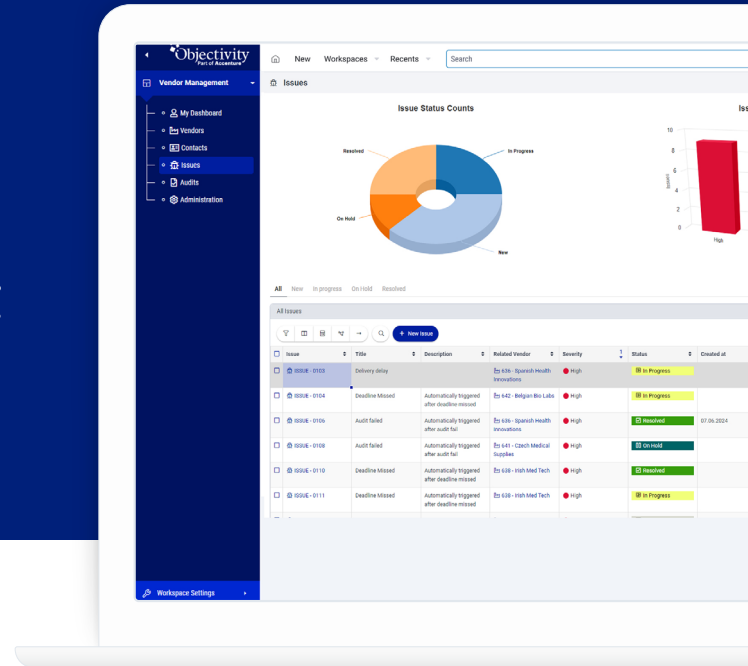 Objectivity
Part of Accenture
New Workspaces Recents Search
Vendor Management
Issues
My Dashboard
Vendors
Contacts
Issues
Audits
Administration
Workspace Settings
Issue Status Counts
Resolved
In Progress
On Hold
New
10
8
6
4
2
0
High
All New In progress On Hold Resolved
All Issues
+ New Issue
Issue Title Description Related Vendor Severity 1 Status Created at
ISSUE - 0103 Delivery delay 636 - Spanish Health High In Progress
Innovations
ISSUE - 0104 Deadline Missed Automatically triggered 642 - Belgian Bio Labs High In Progress
after deadline missed
ISSUE - 0106 Audit failed Automatically triggered 636 - Spanish Health High Resolved 07.06.2024
after audit fail Innovations
ISSUE - 0108 Audit failed Automatically triggered 641 - Czech Medical High On Hold
after audit fail Supplies
ISSUE - 0110 Deadline Missed Automatically triggered 638 - Irish Med Tech High Resolved
after deadline missed
ISSUE - 0111 Deadline Missed Automatically triggered 638 - Irish Med Tech High In Progress
after deadline missed